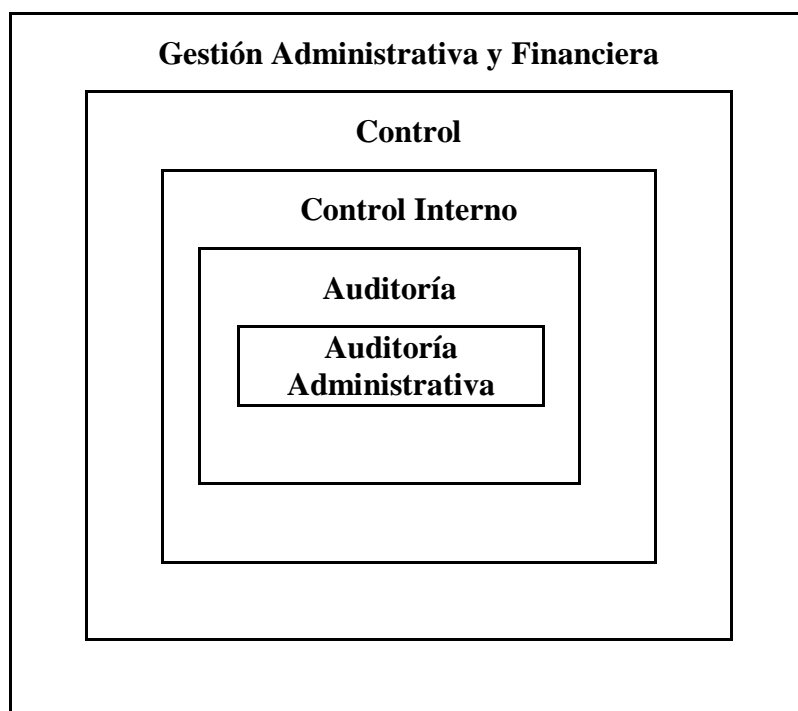 Gestión Administrativa y Financiera
Control
Control Interno
Auditoría
Auditoría
Administrativa